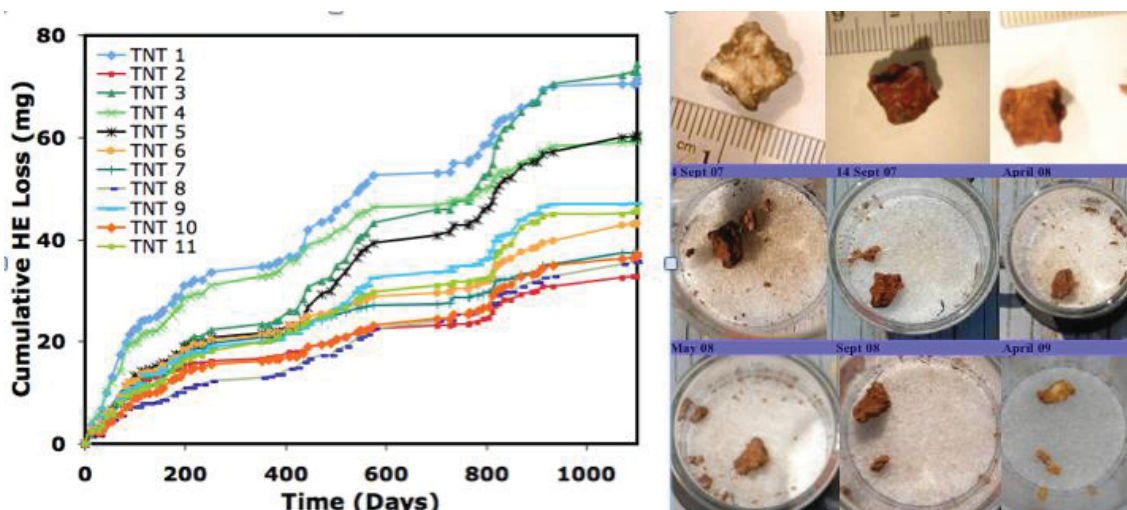 80
60
40
20
0
Cumulative HE Loss (mg)
TNT 1
TNT 2
TNT 3
TNT 4
TNT 5
TNT 6
TNT 7
TNT 8
TNT 9
TNT 10
TNT 11
0 200 400 600 800 1000
Time (Days)
cm 1
4 Sept 07 14 Sept 07 April 08
May 08 Sept 08 April 09